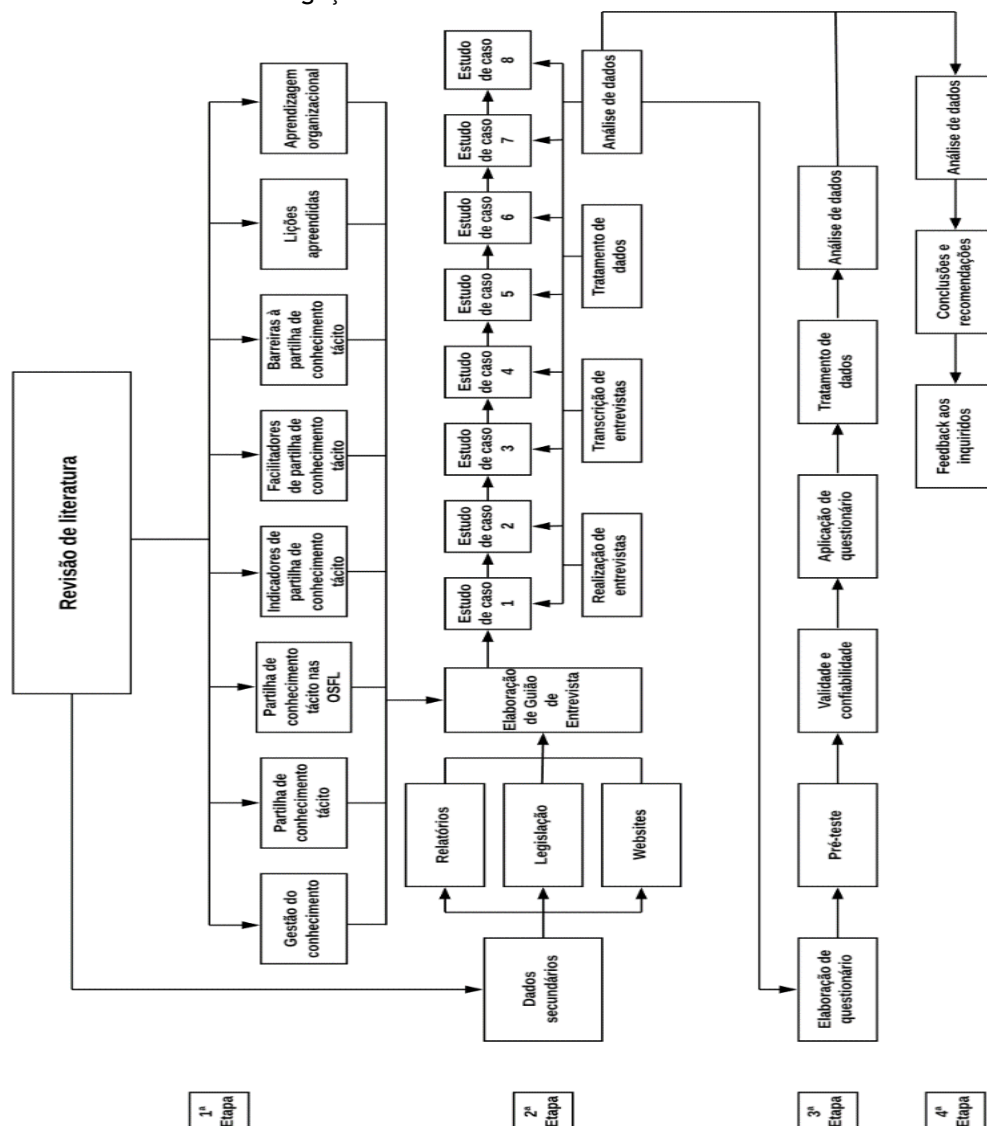 Revisão de literatura
1ª
Etapa
Gestão do
conhecimento
Partilha de
conhecimento
tácito
Partilha de
conhecimento
tácito nas
OSFL
Indicadores de
partilha de
conhecimento
tácito
Facilitadores
de partilha de
conhecimento
tácito
Barreiras à
partilha de
conhecimento
tácito
Lições
apreendidas
Aprendizagem
organizacional
2ª
Etapa
Dados
secundários
Relatórios
Legislação
Websites
Elaboração
de Guião
de
Entrevista
Estudo
de caso
1
Estudo
de caso
2
Estudo
de caso
3
Estudo
de caso
4
Estudo
de caso
5
Estudo
de caso
6
Estudo
de caso
7
Estudo
de caso
8
Realização de
entrevistas
Transcrição de
entrevistas
Tratamento de
dados
Análise de dados
3ª
Etapa
Elaboração de
questionário
Pré-teste
Validade e
confiabilidade
Aplicação de
questionário
Tratamento de
dados
Análise de dados
4ª
Etapa
Feedback aos
inquiridos
Conclusões e
recomendações
Análise de dados